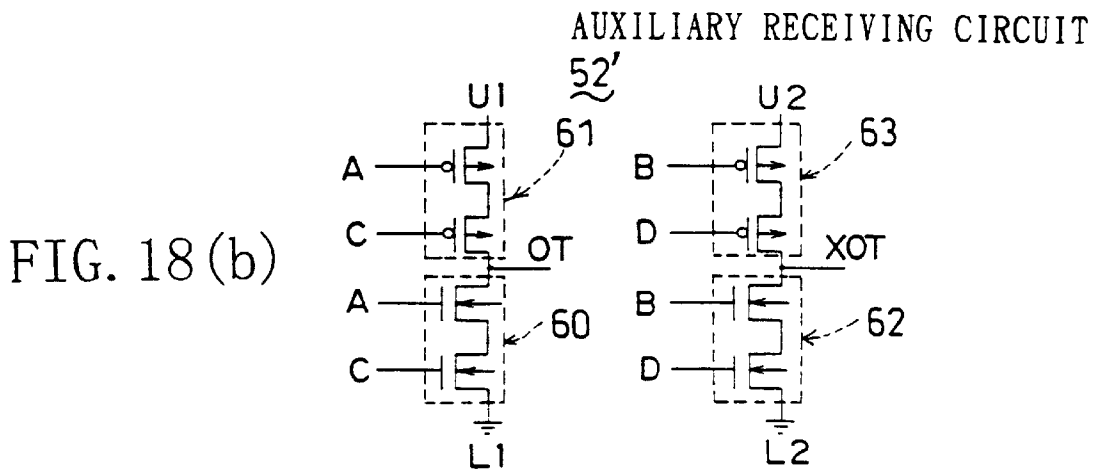 AUXILIARY RECEIVING CIRCUIT
52'
U1
U2
61
63
A
B
C
D
OT
XOT
FIG. 18(b)
A
B
60
62
C
D
L1
L2